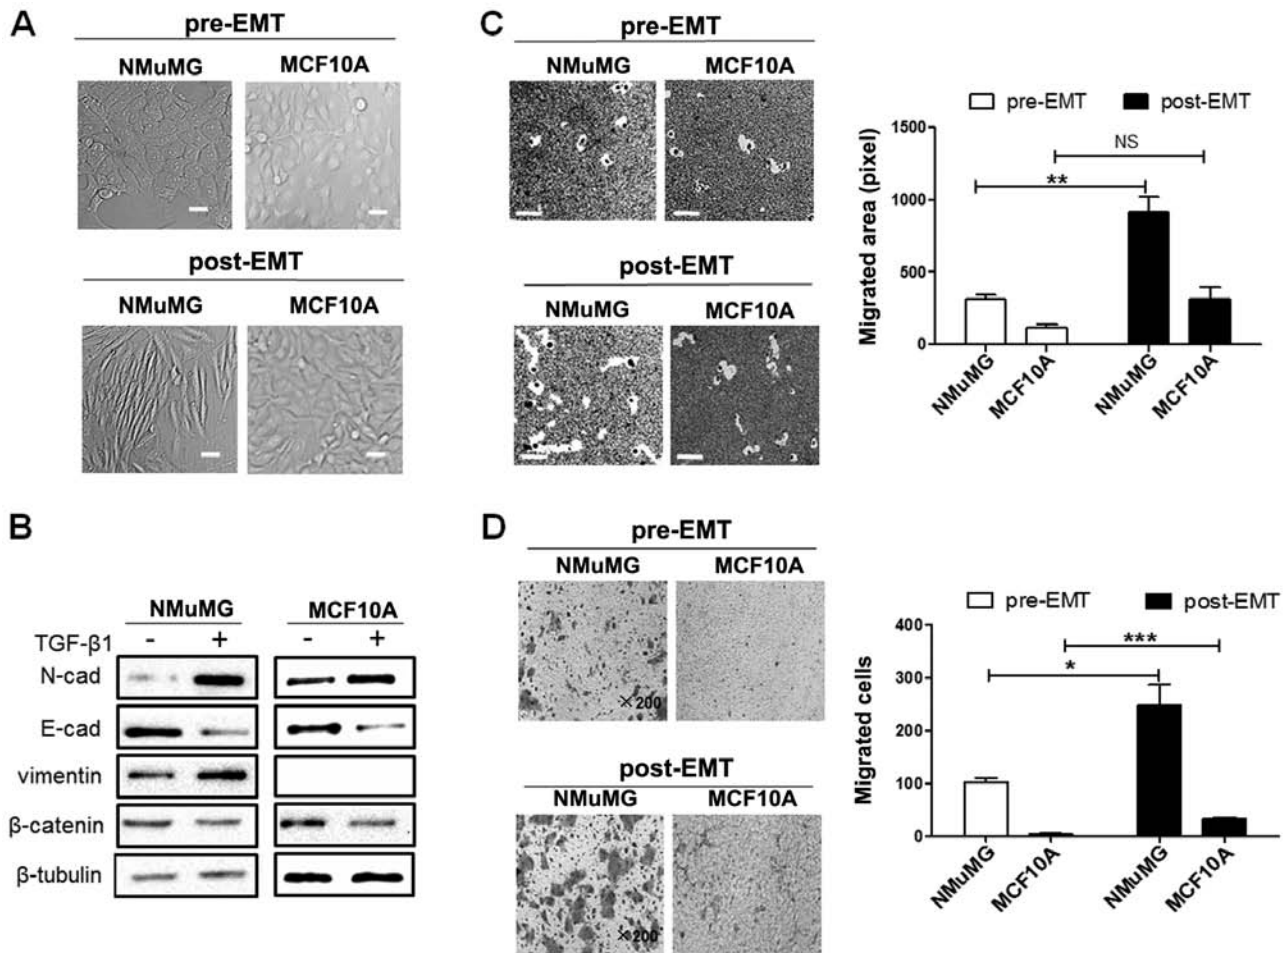 A
pre-EMT
NMuMG MCF10A
post-EMT
NMuMG MCF10A
B
NMuMG MCF10A
TGF-β1 - + - +
N-cad
E-cad
vimentin
β-catenin
β-tubulin
C
pre-EMT
NMuMG MCF10A
post-EMT
NMuMG MCF10A
pre-EMT post-EMT
Migrated area (pixel)
1500
1000
500
0
NS
**
NMuMG MCF10A NMuMG MCF10A
D
pre-EMT
NMuMG MCF10A
×200
post-EMT
NMuMG MCF10A
×200
pre-EMT post-EMT
Migrated cells
400
300
200
100
0
***
*
NMuMG MCF10A NMuMG MCF10A